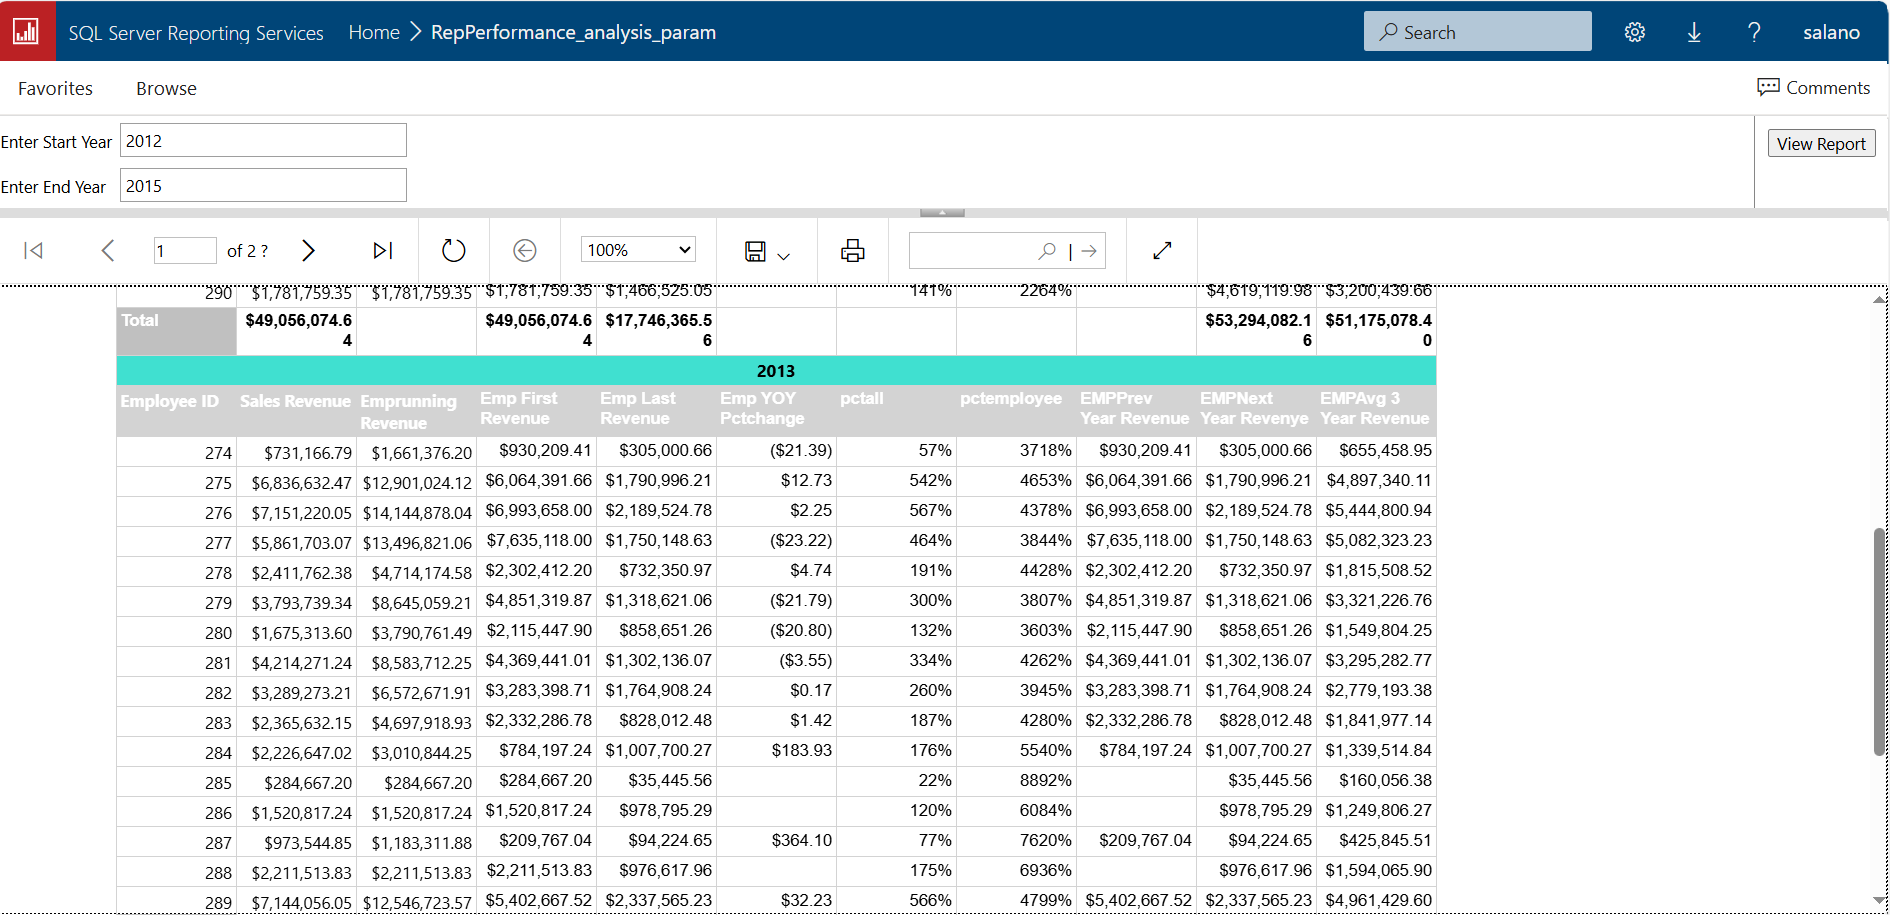 SQL Server Reporting Services Home > RepPerformance_analysis_param Search ? salano
Favorites Browse Comments
Enter Start Year 2012 View Report
Enter End Year 2015
1 of 2 ? 100% |
290 $1,781,759.35 $1,781,759.35 $1,781,759.35 $1,466,525.05 141% 2264% $4,619,119.98 $3,200,439.66
Total $49,056,074.6 $49,056,074.6 $17,746,365.5 $53,294,082.1 $51,175,078.4
4 4 6 6 0
2013
Employee ID Sales Revenue Emprunning Emp First Emp Last Emp YOY pctall pctemployee EMPPrev EMPNext EMPAvg 3
Revenue Revenue Revenue Pctchange Year Revenue Year Revenye Year Revenue
274 $731,166.79 $1,661,376.20 $930,209.41 $305,000.66 ($21.39) 57% 3718% $930,209.41 $305,000.66 $655,458.95
275 $6,836,632.47 $12,901,024.12 $6,064,391.66 $1,790,996.21 $12.73 542% 4653% $6,064,391.66 $1,790,996.21 $4,897,340.11
276 $7,151,220.05 $14,144,878.04 $6,993,658.00 $2,189,524.78 $2.25 567% 4378% $6,993,658.00 $2,189,524.78 $5,444,800.94
277 $5,861,703.07 $13,496,821.06 $7,635,118.00 $1,750,148.63 ($23.22) 464% 3844% $7,635,118.00 $1,750,148.63 $5,082,323.23
278 $2,411,762.38 $4,714,174.58 $2,302,412.20 $732,350.97 $4.74 191% 4428% $2,302,412.20 $732,350.97 $1,815,508.52
279 $3,793,739.34 $8,645,059.21 $4,851,319.87 $1,318,621.06 ($21.79) 300% 3807% $4,851,319.87 $1,318,621.06 $3,321,226.76
280 $1,675,313.60 $3,790,761.49 $2,115,447.90 $858,651.26 ($20.80) 132% 3603% $2,115,447.90 $858,651.26 $1,549,804.25
281 $4,214,271.24 $8,583,712.25 $4,369,441.01 $1,302,136.07 ($3.55) 334% 4262% $4,369,441.01 $1,302,136.07 $3,295,282.77
282 $3,289,273.21 $6,572,671.91 $3,283,398.71 $1,764,908.24 $0.17 260% 3945% $3,283,398.71 $1,764,908.24 $2,779,193.38
283 $2,365,632.15 $4,697,918.93 $2,332,286.78 $828,012.48 $1.42 187% 4280% $2,332,286.78 $828,012.48 $1,841,977.14
284 $2,226,647.02 $3,010,844.25 $784,197.24 $1,007,700.27 $183.93 176% 5540% $784,197.24 $1,007,700.27 $1,339,514.84
285 $284,667.20 $284,667.20 $284,667.20 $35,445.56 22% 8892% $35,445.56 $160,056.38
286 $1,520,817.24 $1,520,817.24 $1,520,817.24 $978,795.29 120% 6084% $978,795.29 $1,249,806.27
287 $973,544.85 $1,183,311.88 $209,767.04 $94,224.65 $364.10 77% 7620% $209,767.04 $94,224.65 $425,845.51
288 $2,211,513.83 $2,211,513.83 $2,211,513.83 $976,617.96 175% 6936% $976,617.96 $1,594,065.90
289 $7,144,056.05 $12,546,723.57 $5,402,667.52 $2,337,565.23 $32.23 566% 4799% $5,402,667.52 $2,337,565.23 $4,961,429.60